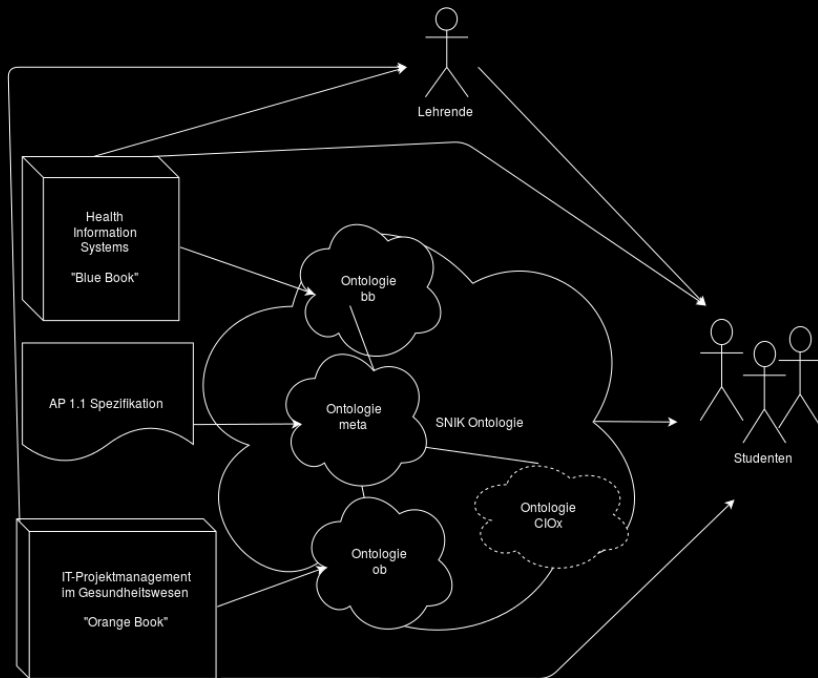 Lehrende
Health
Information
Systems
"Blue Book"
Ontologie
bb
AP 1.1 Spezifikation
Ontologie
meta
SNIK Ontologie
Studenten
Ontologie
CIOx
Ontologie
ob
IT-Projektmanagement
im Gesundheitswesen
"Orange Book"